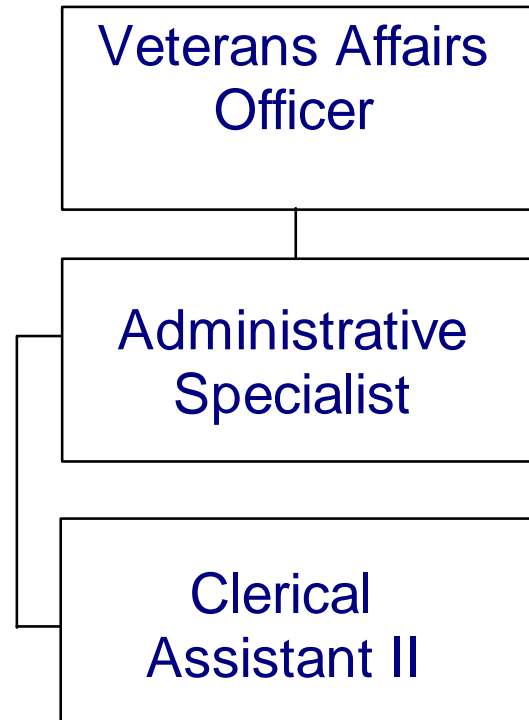 Veterans Affairs
Officer
Administrative
Specialist
Clerical
Assistant II